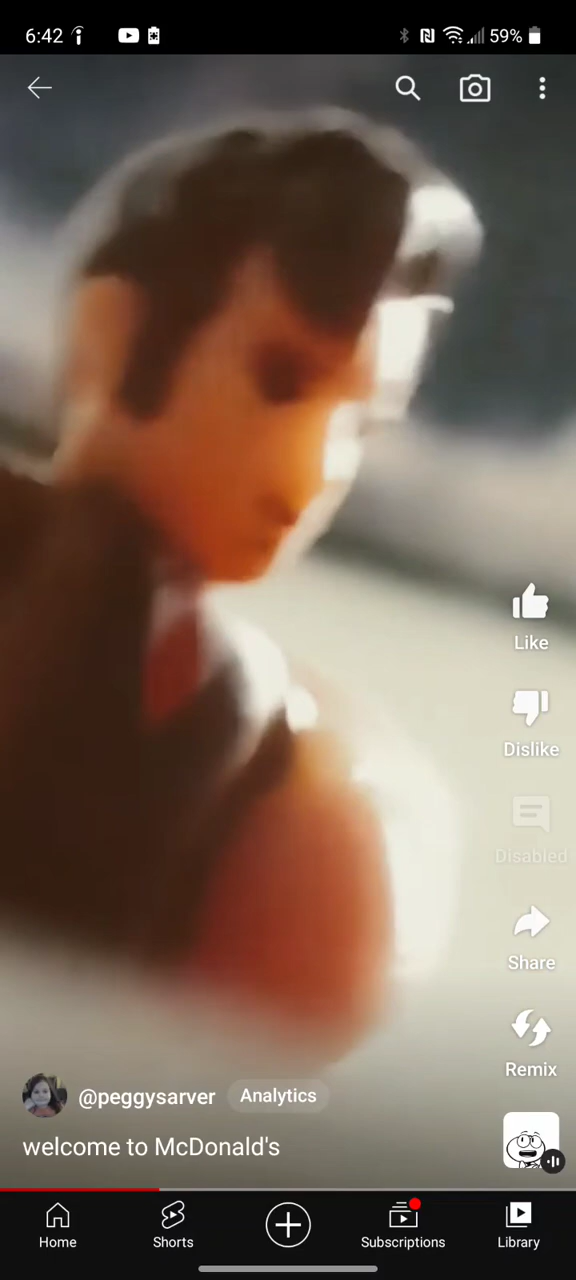 6:42
59%
Like
Dislike
Disabled
Share
Remix
@peggysarver Analytics
welcome to McDonald's
Home Shorts Subscriptions Library